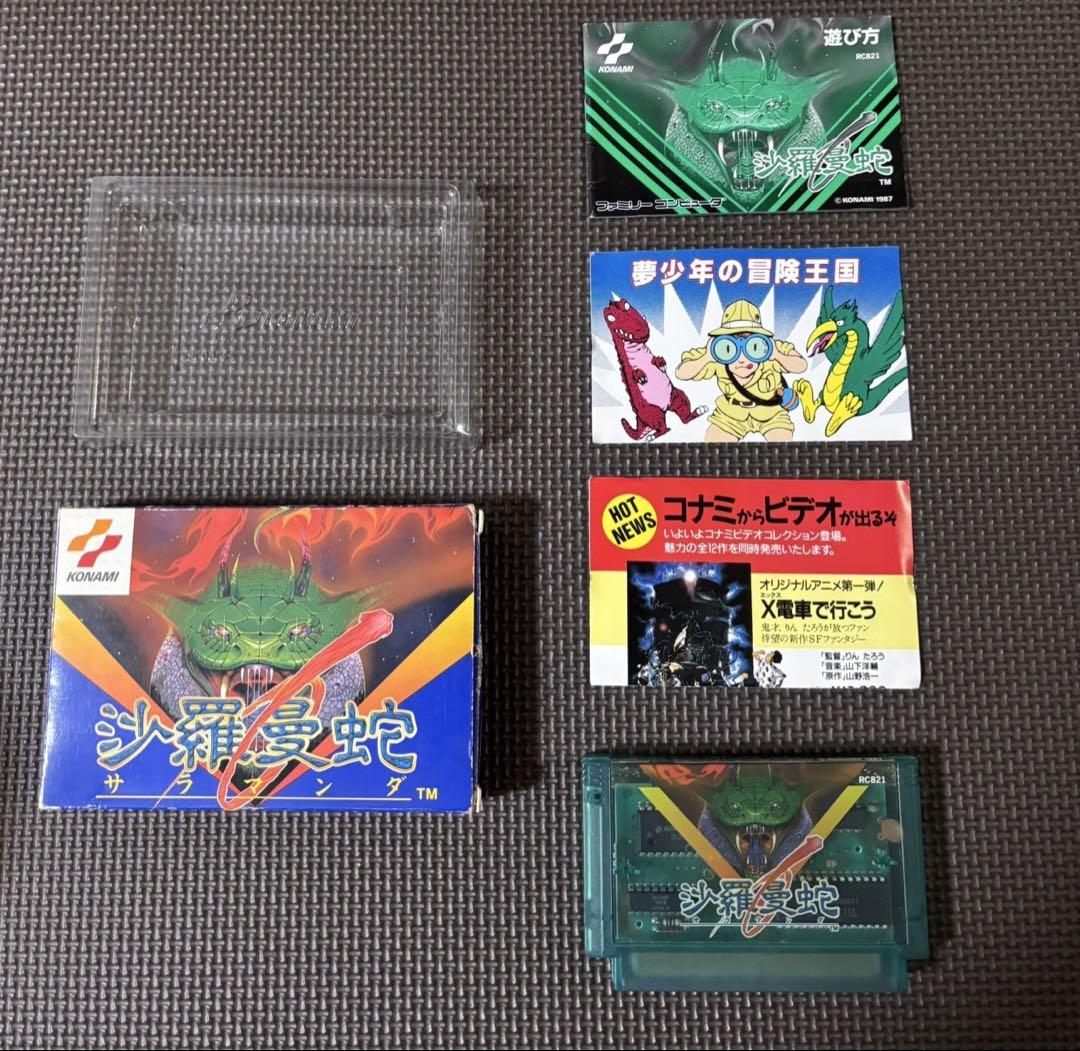 KONAMI
遊び方
RC821
沙羅曼蛇
TM
ファミリーコンピュータ
© KONAMI 1987
夢少年の冒険王国
HOT
NEWS
コナミからビデオが出るぞ
いよいよコナミビデオコレクション登場。
魅力の全12作を同時発売いたします。
オリジナルアニメ第一弾!
エックス
X電車で行こう
鬼才、りん たろうが放つファン
待望の新作SFファンタジー
「監督」りん たろう
「音楽」山下洋輔
「原作」山野浩一
KONAMI
沙羅曼蛇
サラマンダ
TM
RC821
沙羅曼蛇
サラマンダ
TM